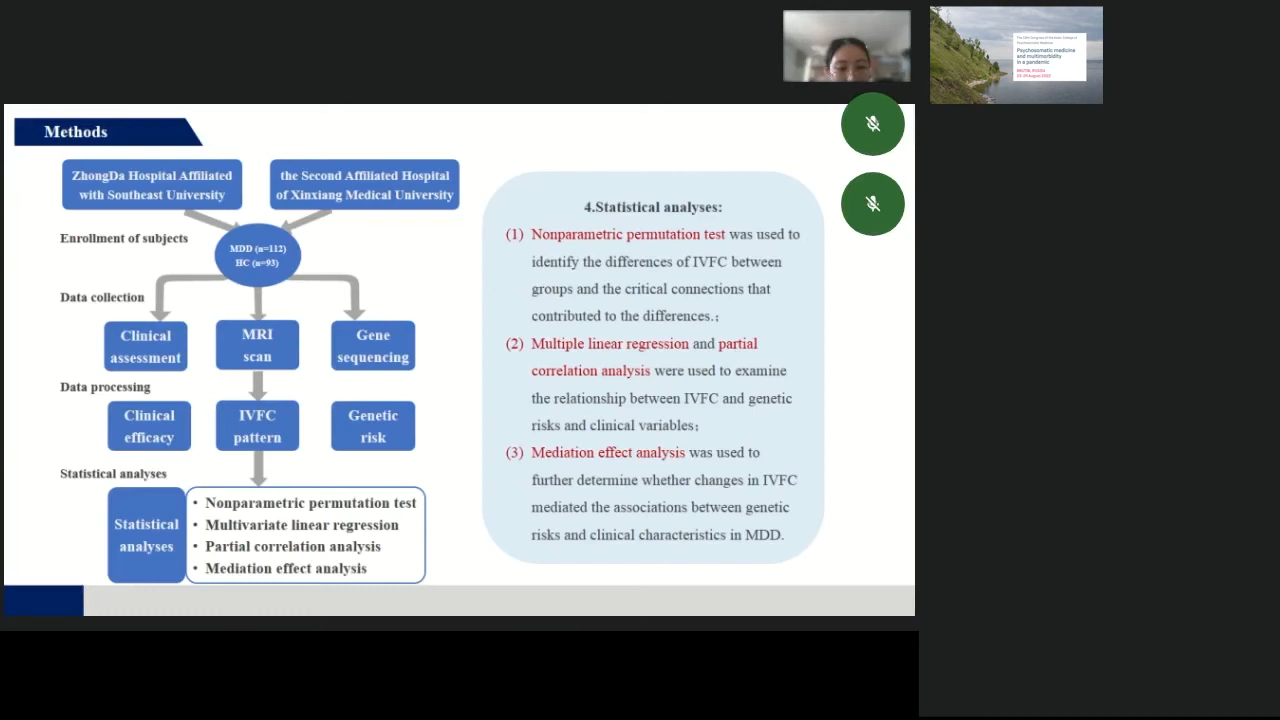 Psychosomatic medicine
and multimorbidity
in a pandemic
Methods
ZhongDa Hospital Affiliated
with Southeast University
the Second Affiliated Hospital
of Xinxiang Medical University
Enrollment of subjects
MDD (n=112)
HC (n=93)
Data collection
Clinical
assessment
MRI
scan
Gene
sequencing
Data processing
Clinical
efficacy
IVFC
pattern
Genetic
risk
Statistical analyses
Statistical
analyses
• Nonparametric permutation test
• Multivariate linear regression
• Partial correlation analysis
• Mediation effect analysis
4.Statistical analyses:
(1) Nonparametric permutation test was used to
identify the differences of IVFC between
groups and the critical connections that
contributed to the differences.;
(2) Multiple linear regression and partial
correlation analysis were used to examine
the relationship between IVFC and genetic
risks and clinical variables;
(3) Mediation effect analysis was used to
further determine whether changes in IVFC
mediated the associations between genetic
risks and clinical characteristics in MDD.